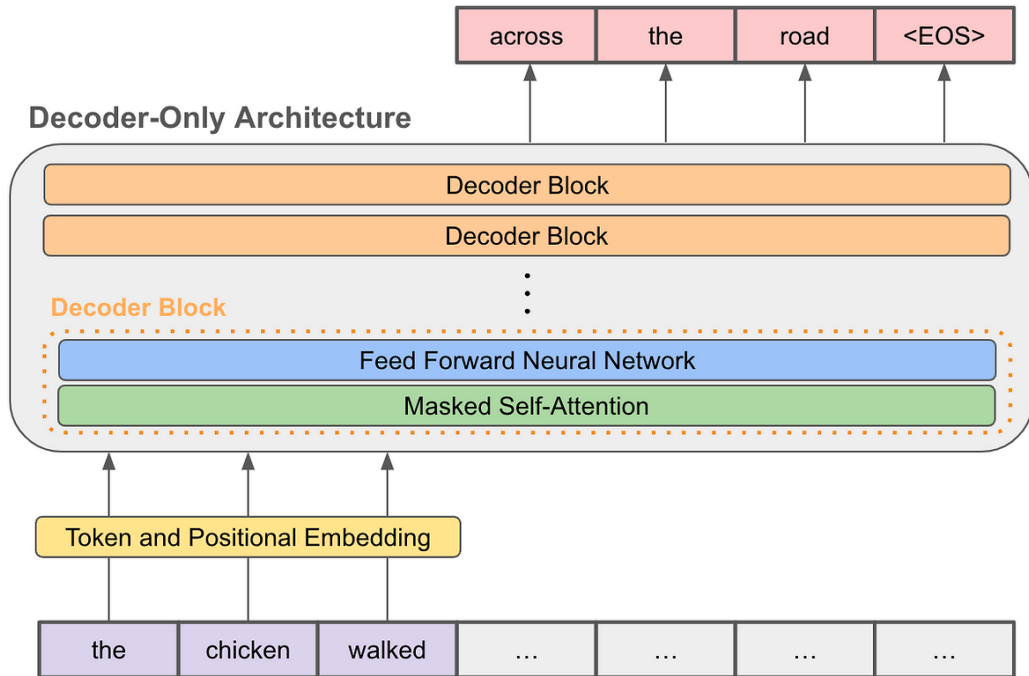 across the road <EOS>
Decoder-Only Architecture
Decoder Block
Decoder Block
Decoder Block
Feed Forward Neural Network
Masked Self-Attention
Token and Positional Embedding
the chicken walked ... ... ... ...